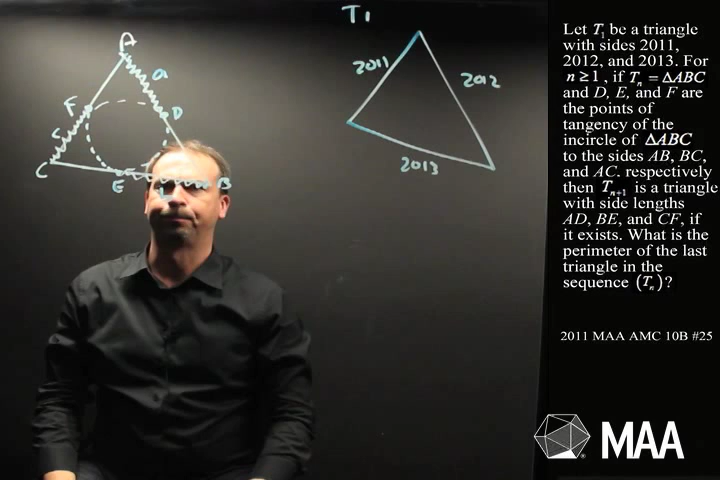 T1
A
a
2011
2012
F
D
C
C
E
B
2013
Let T₁ be a triangle
with sides 2011,
2012, and 2013. For
n ≥ 1, if Tₙ = ΔABC
and D, E, and F are
the points of
tangency of the
incircle of ΔABC
to the sides AB, BC,
and AC. respectively
then Tₙ₊₁ is a triangle
with side lengths
AD, BE, and CF, if
it exists. What is the
perimeter of the last
triangle in the
sequence (Tₙ)?
2011 MAA AMC 10B #25
MAA